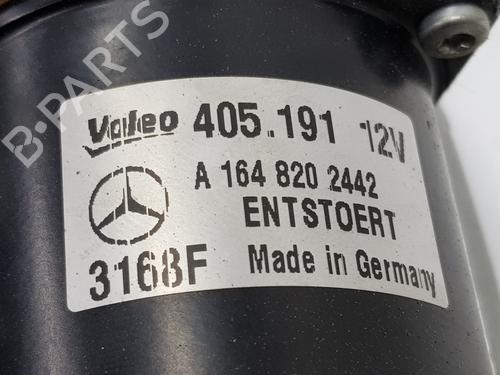 B-PARTS
Valeo 405.191 12V
A 164 820 2442
ENTSTOERT
3168F Made in Germany